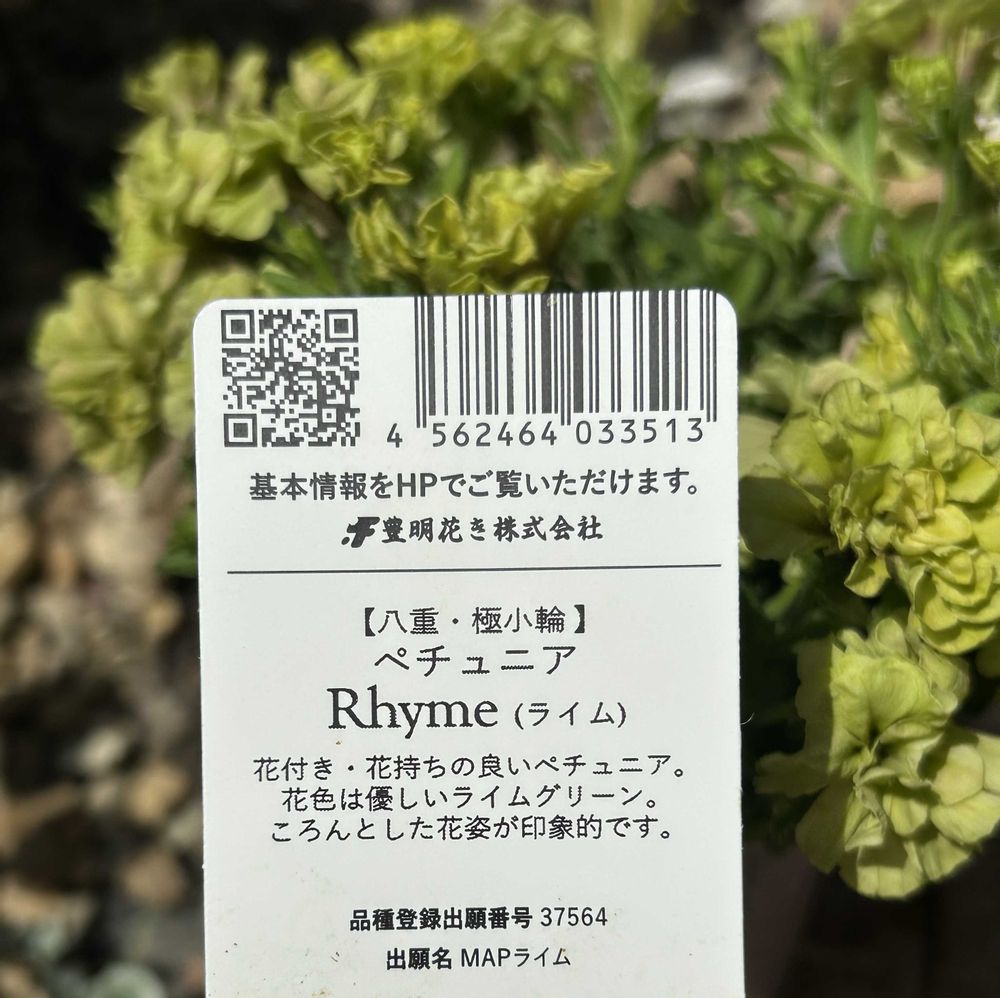 4 562464 033513
基本情報をHPでご覧いただけます。
豊明花き株式会社
【八重・極小輪】
ペチュニア
Rhyme (ライム)
花付き・花持ちの良いペチュニア。
花色は優しいライムグリーン。
ころんとした花姿が印象的です。
品種登録出願番号 37564
出願名 MAPライム